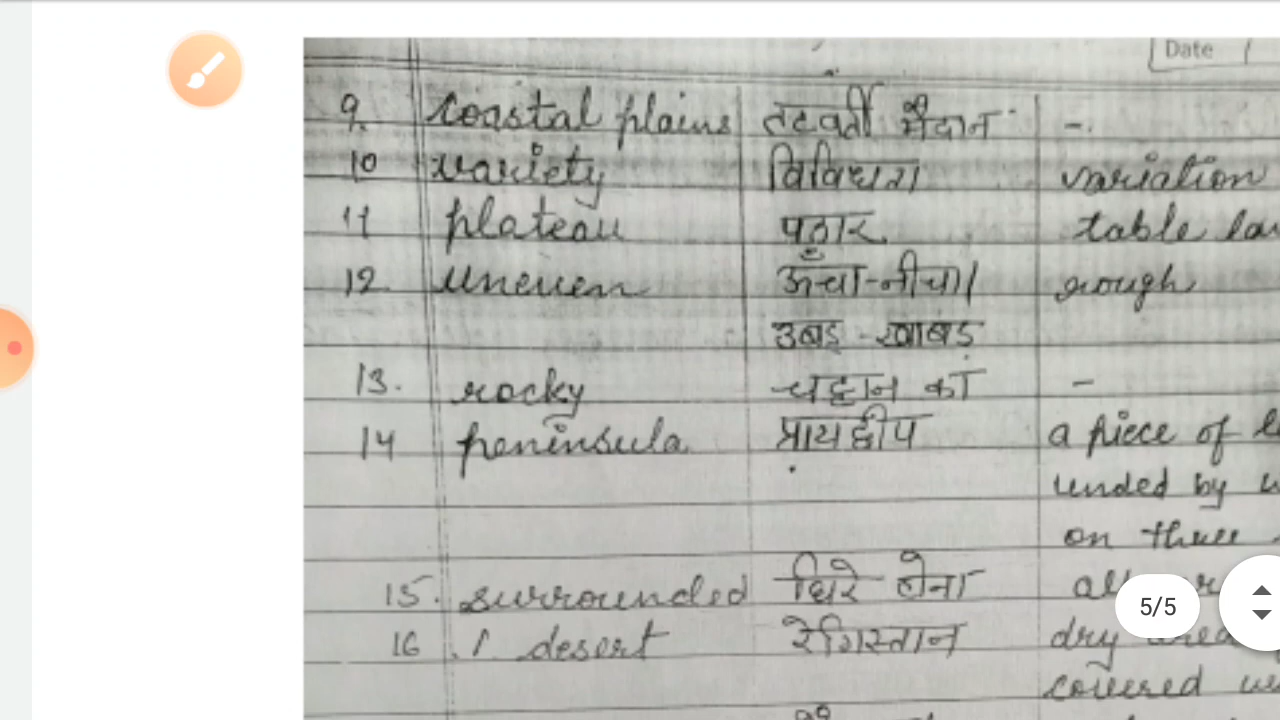 Date
9. coastal plains तटवर्ती मैदान -
10 variety विविधता variation
11 plateau पठार table
12 uneven ऊँचा-नीचा/ rough
उबड़-खाबड़
13. rocky चट्टान का -
14 peninsula प्रायद्वीप a piece of
unded by
on three
15. surrounded घिरे होना
5/5
16 desert रेगिस्तान dry area
covered